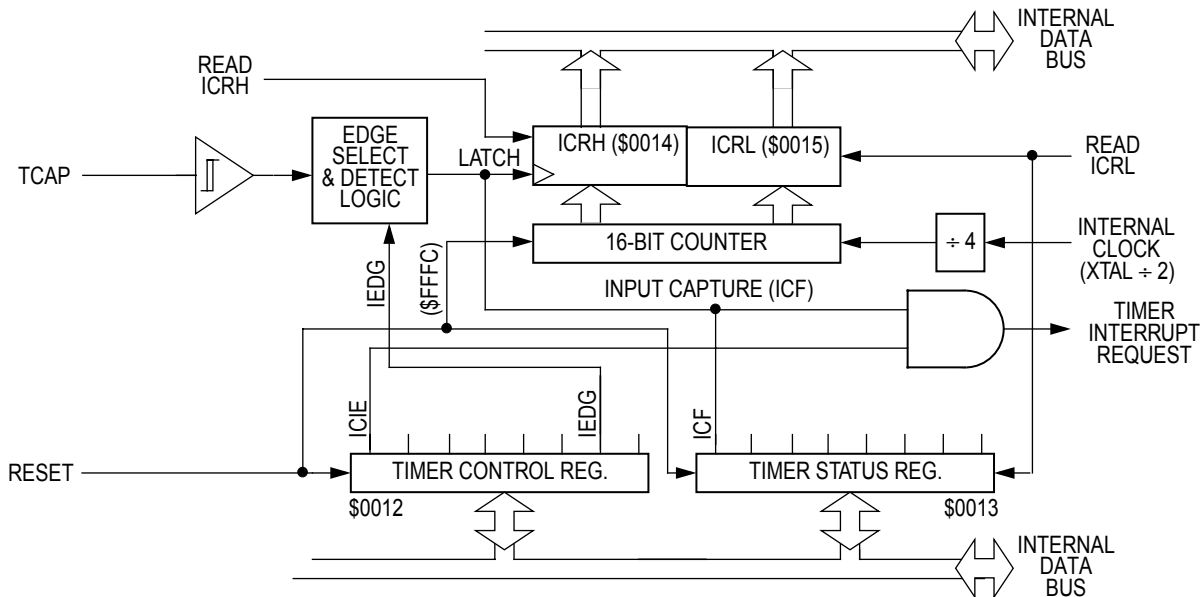 INTERNAL
DATA
BUS
READ
ICRH
EDGE
SELECT
& DETECT
LOGIC
LATCH
ICRH ($0014)
ICRL ($0015)
READ
ICRL
TCAP
16-BIT COUNTER
÷ 4
INTERNAL
CLOCK
(XTAL ÷ 2)
IEDG
($FFFC)
INPUT CAPTURE (ICF)
TIMER
INTERRUPT
REQUEST
ICIE
IEDG
ICF
RESET
TIMER CONTROL REG.
TIMER STATUS REG.
$0012
$0013
INTERNAL
DATA
BUS